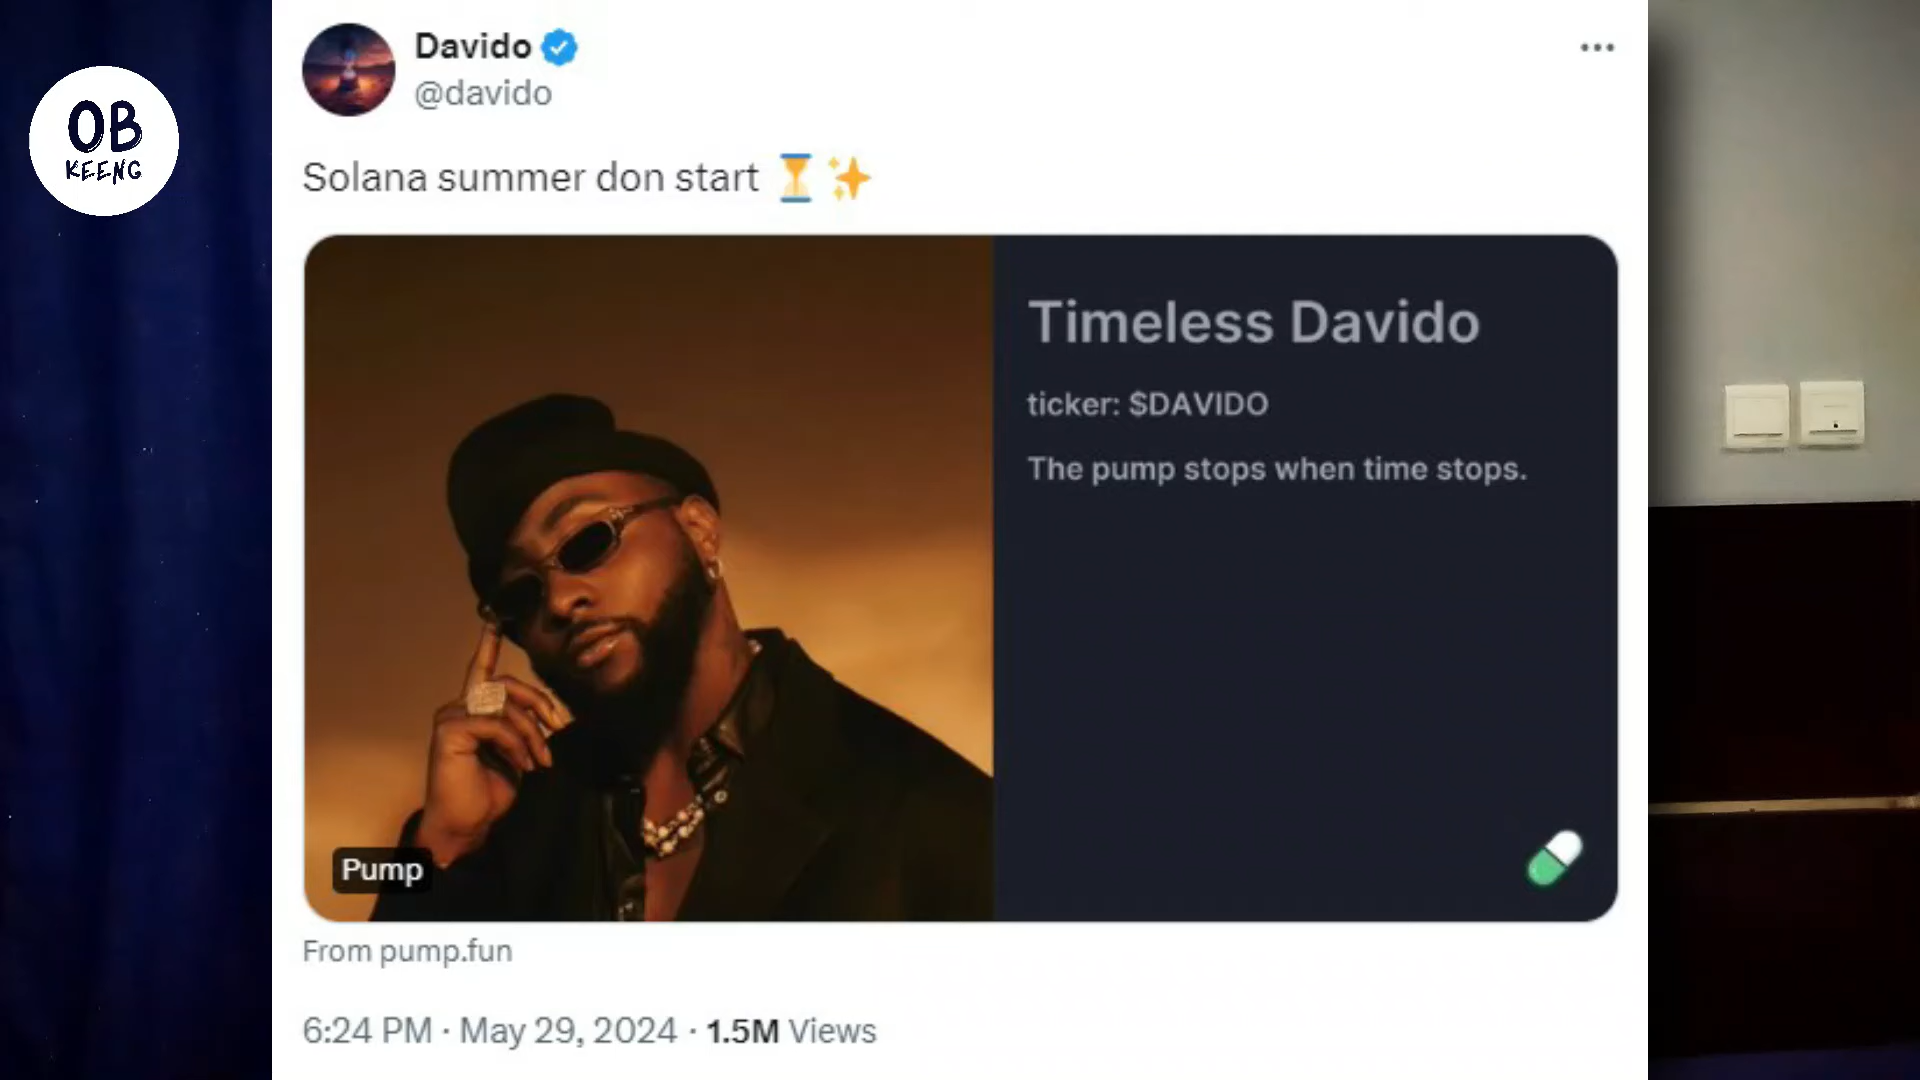 OB
KEENG
Davido
@davido
Solana summer don start ⏳✨
Timeless Davido
ticker: $DAVIDO
The pump stops when time stops.
Pump
From pump.fun
6:24 PM · May 29, 2024 · 1.5M Views